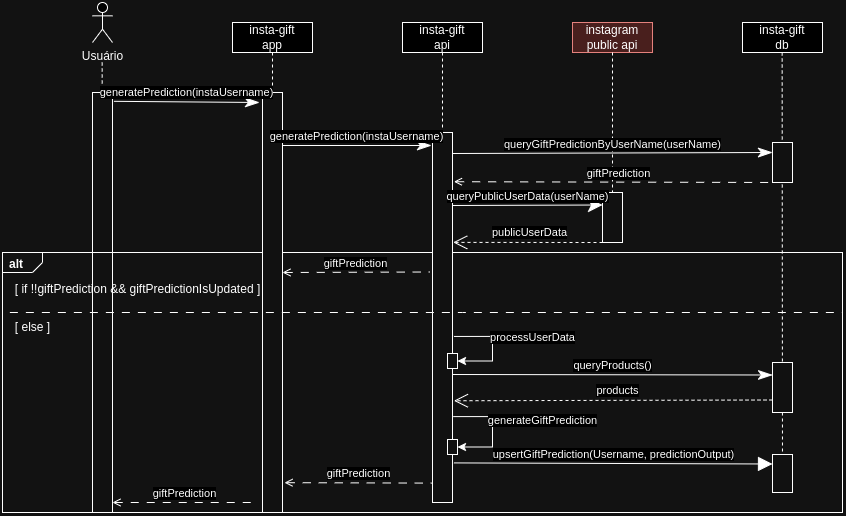 Usuário
insta-gift
app
insta-gift
api
instagram
public api
insta-gift
db
generatePrediction(instaUsername)
generatePrediction(instaUsername)
queryGiftPredictionByUserName(userName)
giftPrediction
queryPublicUserData(userName)
publicUserData
alt
giftPrediction
[ if !!giftPrediction && giftPredictionIsUpdated ]
[ else ]
processUserData
queryProducts()
products
generateGiftPrediction
upsertGiftPrediction(Username, predictionOutput)
giftPrediction
giftPrediction